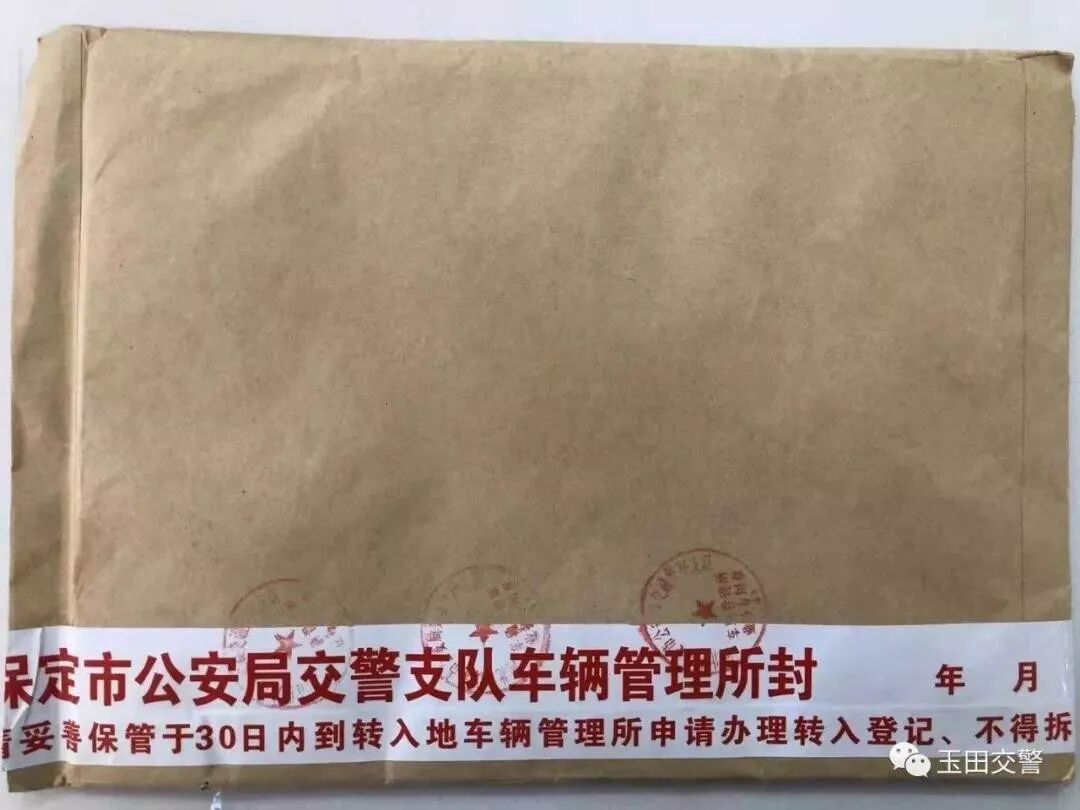 保定市公安局交警支队车辆管理所封 年 月
请妥善保管于30日内到转入地车辆管理所申请办理转入登记、不得拆
玉田交警